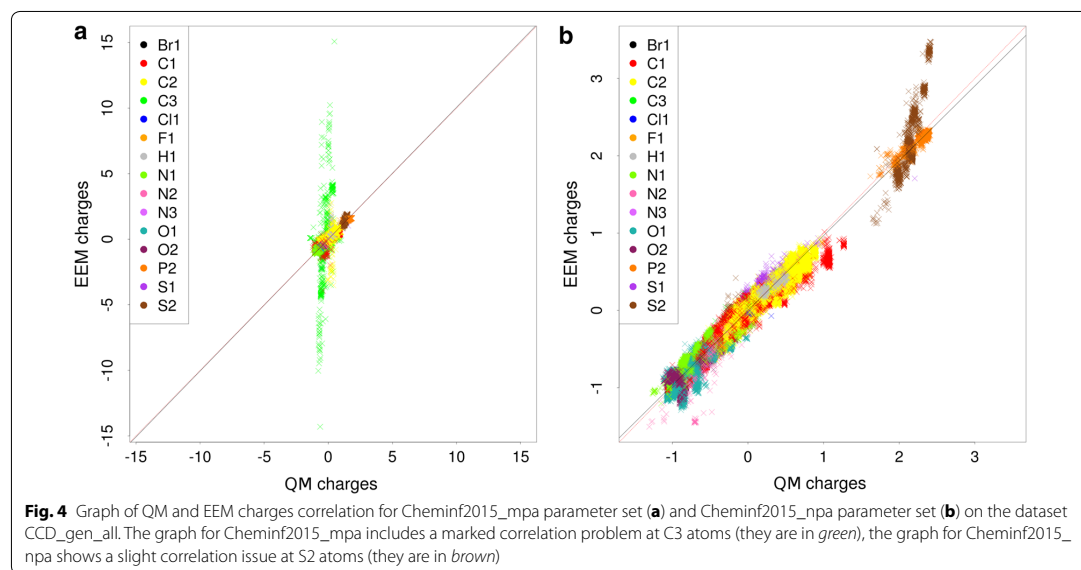 a
15
10
5
0
-5
-10
-15
EEM charges
Br1
C1
C2
C3
Cl1
F1
H1
N1
N2
N3
O1
O2
P2
S1
S2
-15 -10 -5 0 5 10 15
QM charges
b
3
2
1
0
-1
EEM charges
Br1
C1
C2
C3
Cl1
F1
H1
N1
N2
N3
O1
O2
P2
S1
S2
-1 0 1 2 3
QM charges
Fig. 4 Graph of QM and EEM charges correlation for Cheminf2015_mpa parameter set (a) and Cheminf2015_npa parameter set (b) on the dataset
CCD_gen_all. The graph for Cheminf2015_mpa includes a marked correlation problem at C3 atoms (they are in green), the graph for Cheminf2015_
npa shows a slight correlation issue at S2 atoms (they are in brown)